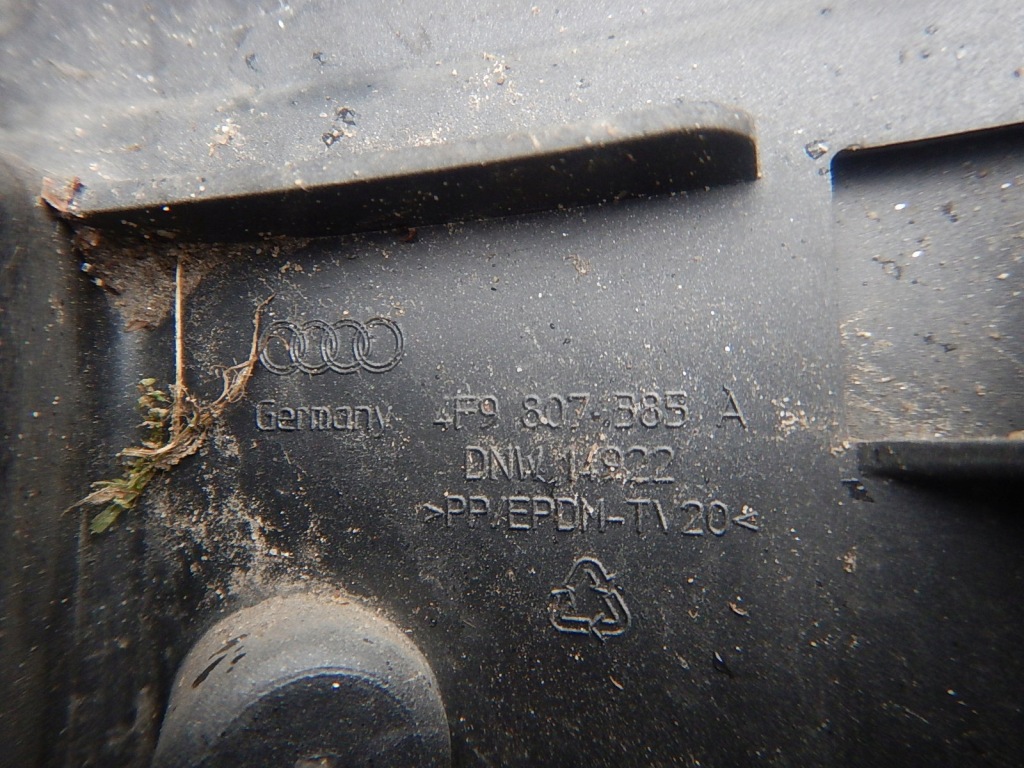 Germany 4F9 807 385 A
DNW 14922
>PP/EPDM-TV20<